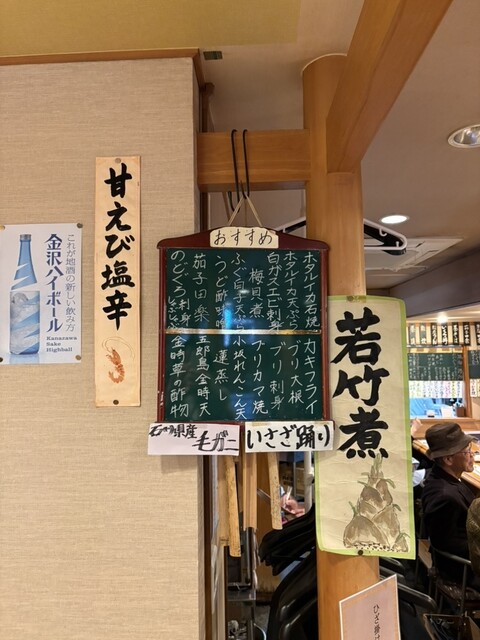 甘えび塩辛
これが地酒の新しい飲み方
金沢ハイボール
Kanazawa
Sake
Highball
おすすめ
ホタルイカ石焼
ホタルイカ天ぷら
白ガスエビ刺身
梅貝煮
ふぐ白子天ぷら
うど酢味噌
茄子田楽
のどぐろ
カキフライ
ブリ大根
ブリ刺身
ブリカマ焼
小坂れんこん天
蓮蒸し
五郎島金時天
金時草の酢物
石川県産
毛ガニ
いさざ踊り
若竹煮